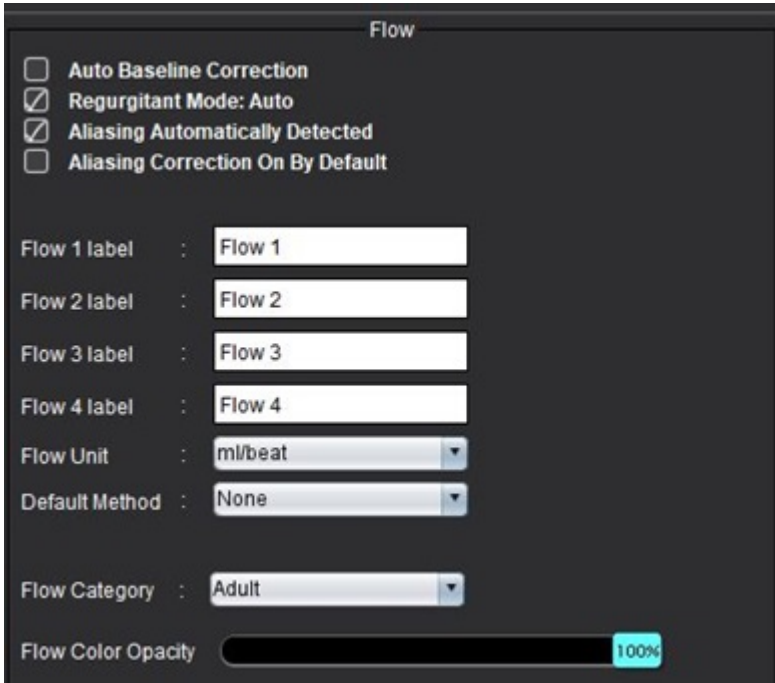 Flow
Auto Baseline Correction
Regurgitant Mode: Auto
Aliasing Automatically Detected
Aliasing Correction On By Default
Flow 1 label : Flow 1
Flow 2 label : Flow 2
Flow 3 label : Flow 3
Flow 4 label : Flow 4
Flow Unit : ml/beat
Default Method : None
Flow Category : Adult
Flow Color Opacity 100%